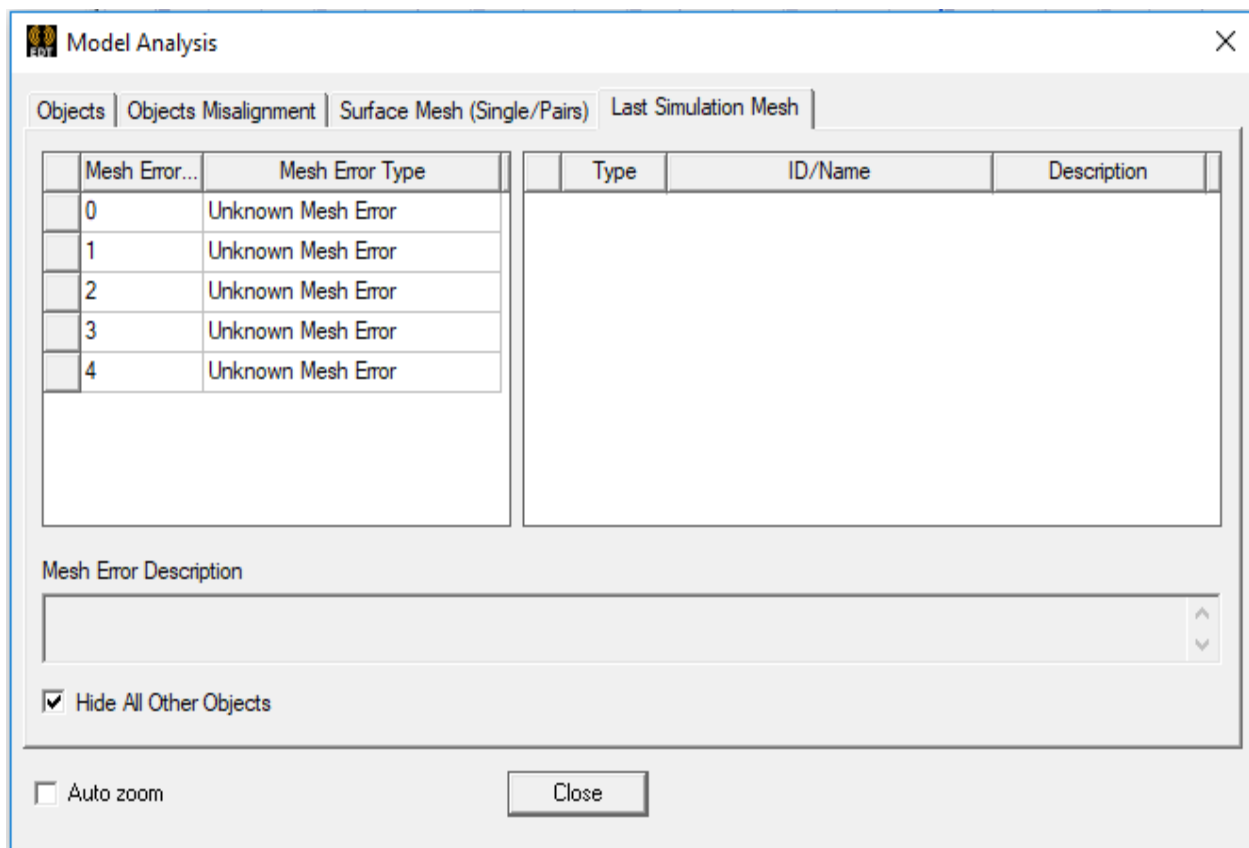 EDT Model Analysis
Objects Objects Misalignment Surface Mesh (Single/Pairs) Last Simulation Mesh
Mesh Error... Mesh Error Type
0 Unknown Mesh Error
1 Unknown Mesh Error
2 Unknown Mesh Error
3 Unknown Mesh Error
4 Unknown Mesh Error
Type ID/Name Description
Mesh Error Description
Hide All Other Objects
Auto zoom Close